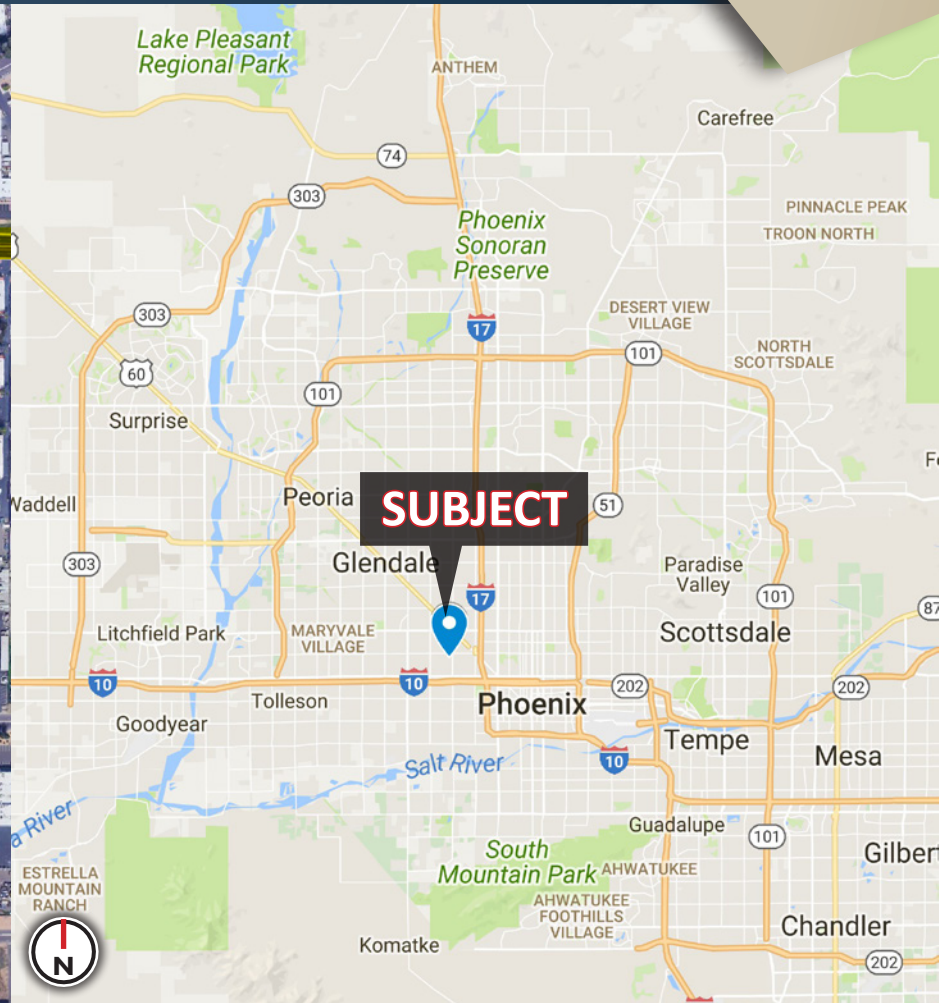 Lake Pleasant
Regional Park
ANTHEM
Carefree
74
303
PINNACLE PEAK
TROON NORTH
Phoenix
Sonoran
Preserve
303
DESERT VIEW
VILLAGE
17
NORTH
SCOTTSDALE
101
60
101
Surprise
Waddell
Peoria
SUBJECT
51
Glendale
303
Paradise
Valley
17
101
87
Litchfield Park
MARYVALE
VILLAGE
Scottsdale
10
10
202
202
Tolleson
Phoenix
Goodyear
Tempe
Mesa
Salt River
10
a River
Guadalupe
101
South
Mountain Park
AHWATUKEE
Gilbert
ESTRELLA
MOUNTAIN
RANCH
AHWATUKEE
FOOTHILLS
VILLAGE
Chandler
Komatke
N
202